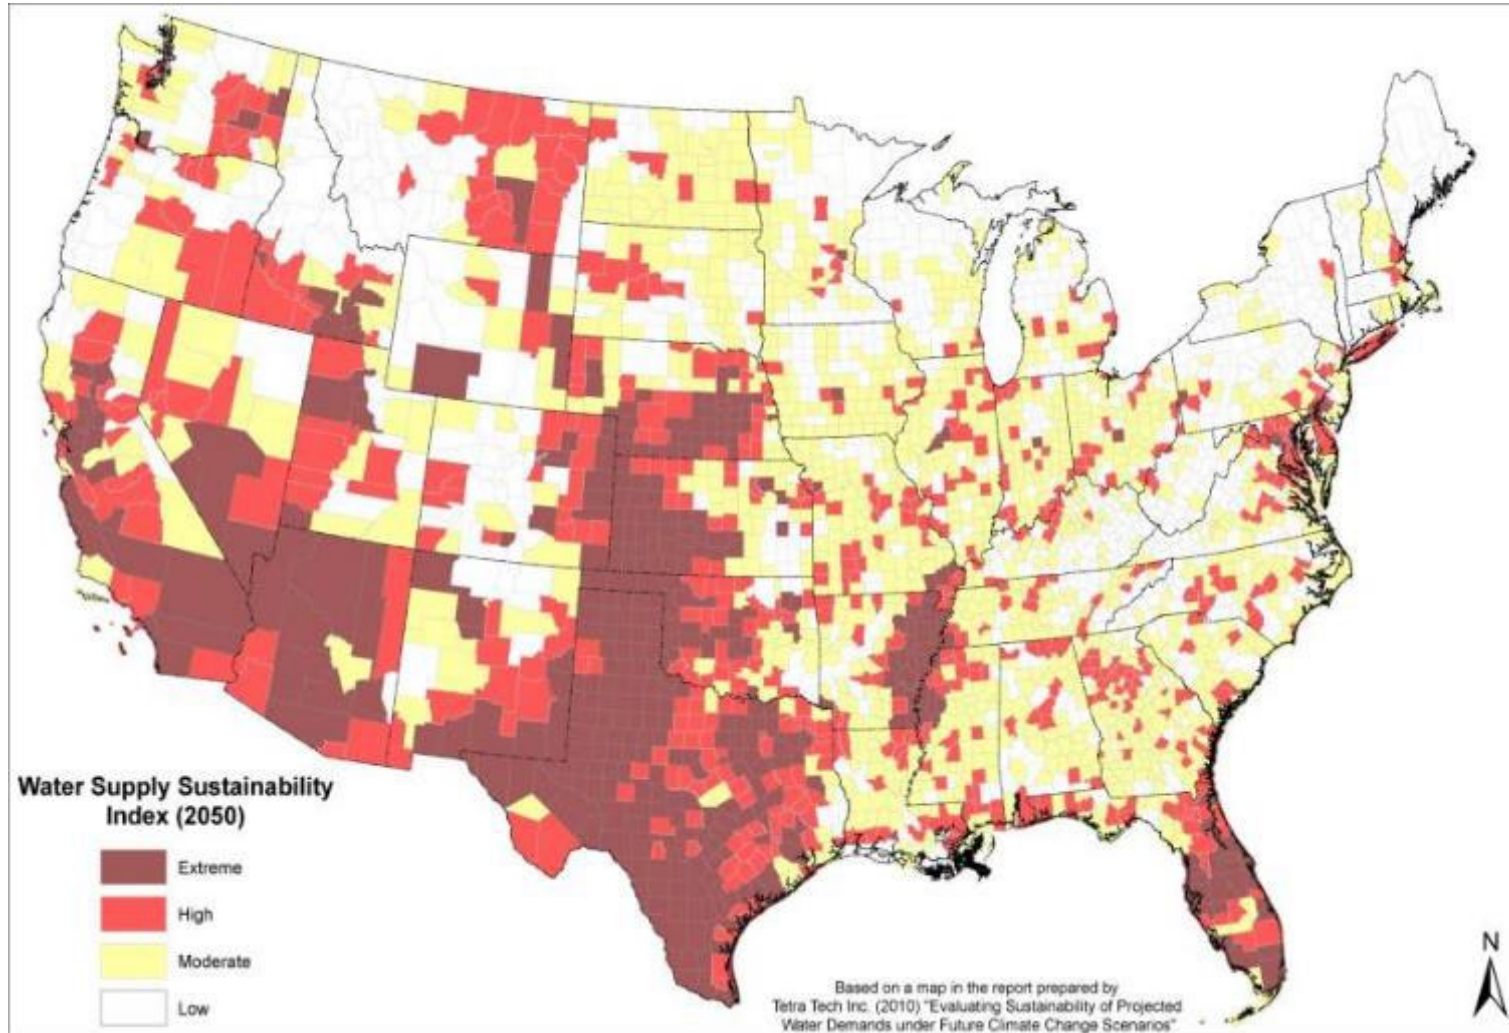 Water Supply Sustainability
Index (2050)
Extreme
High
Moderate
Low
Based on a map in the report prepared by
Tetra Tech Inc. (2010) "Evaluating Sustainability of Projected
Water Demands under Future Climate Change Scenarios"
N